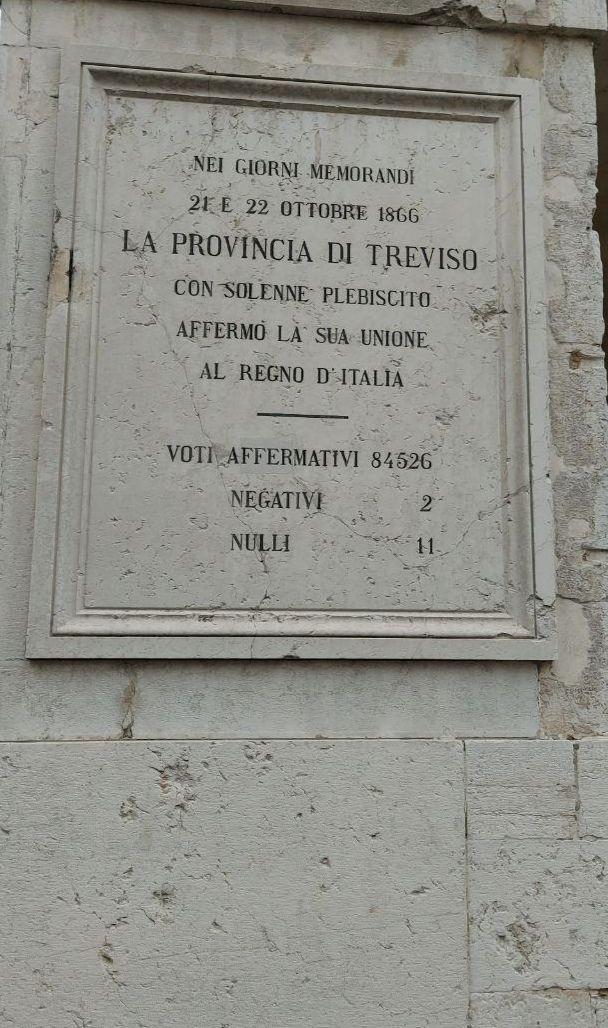 NEI GIORNI MEMORANDI
21 E 22 OTTOBRE 1866
LA PROVINCIA DI TREVISO
CON SOLENNE PLEBISCITO
AFFERMÒ LA SUA UNIONE
AL REGNO D'ITALIA
VOTI AFFERMATIVI 84526
NEGATIVI 2
NULLI 11